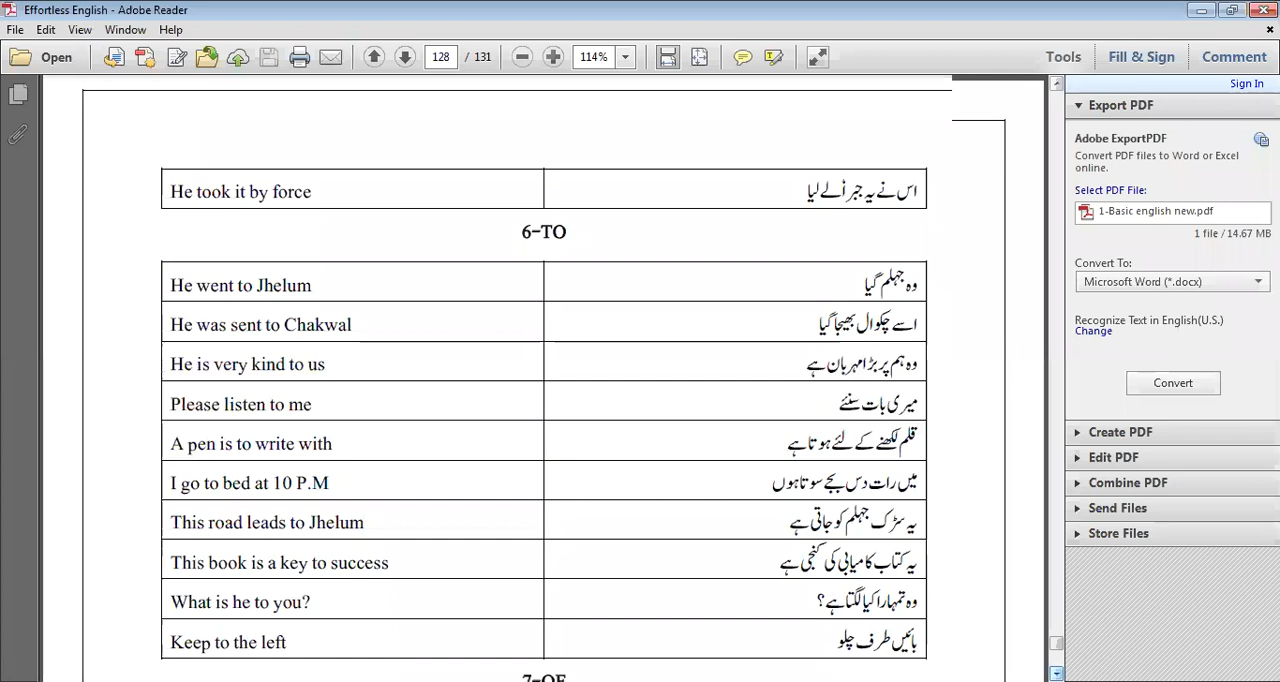 Effortless English - Adobe Reader
File Edit View Window Help
Open 128 / 131 114% Tools Fill & Sign Comment
Sign In
Export PDF
Adobe ExportPDF
Convert PDF files to Word or Excel
online.
Select PDF File:
1-Basic english new.pdf
1 file / 14.67 MB
Convert To:
Microsoft Word (*.docx)
Recognize Text in English(U.S.)
Change
Convert
Create PDF
Edit PDF
Combine PDF
Send Files
Store Files
He took it by force اس نے یہ جبراً لے لیا
6-TO
He went to Jhelum وہ جہلم گیا
He was sent to Chakwal اسے چکوال بھیجا گیا
He is very kind to us وہ ہم پر بڑا مہربان ہے
Please listen to me میری بات سنئے
A pen is to write with قلم لکھنے کے لئے ہوتا ہے
I go to bed at 10 P.M میں رات دس بجے سوتا ہوں
This road leads to Jhelum یہ سڑک جہلم کو جاتی ہے
This book is a key to success یہ کتاب کامیابی کی کنجی ہے
What is he to you? وہ تمہارا کیا لگتا ہے؟
Keep to the left بائیں طرف چلو
7-OF